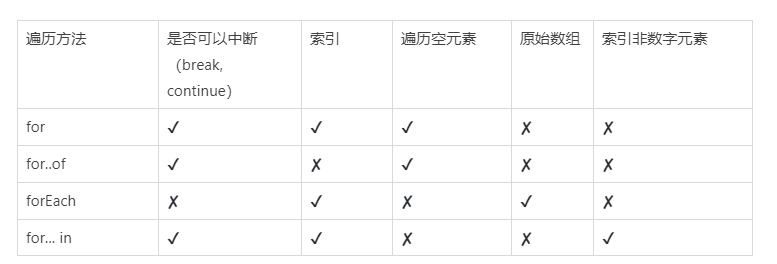 遍历方法 是否可以中断 索引 遍历空元素 原始数组 索引非数字元素
（break,
continue）
for ✓ ✓ ✓ ✗ ✗
for..of ✓ ✗ ✓ ✗ ✗
forEach ✗ ✓ ✗ ✓ ✗
for... in ✓ ✓ ✗ ✗ ✓